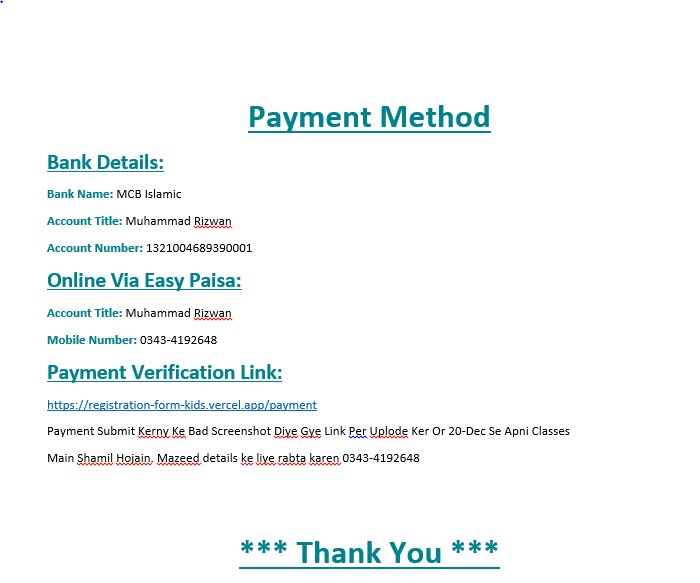 Payment Method
Bank Details:
Bank Name: MCB Islamic
Account Title: Muhammad Rizwan
Account Number: 1321004689390001
Online Via Easy Paisa:
Account Title: Muhammad Rizwan
Mobile Number: 0343-4192648
Payment Verification Link:
https://registration-form-kids.vercel.app/payment
Payment Submit Kerny Ke Bad Screenshot Diye Gye Link Per Uplode Ker Or 20-Dec Se Apni Classes
Main Shamil Hojain. Mazeed details ke liye rabta karen 0343-4192648
*** Thank You ***